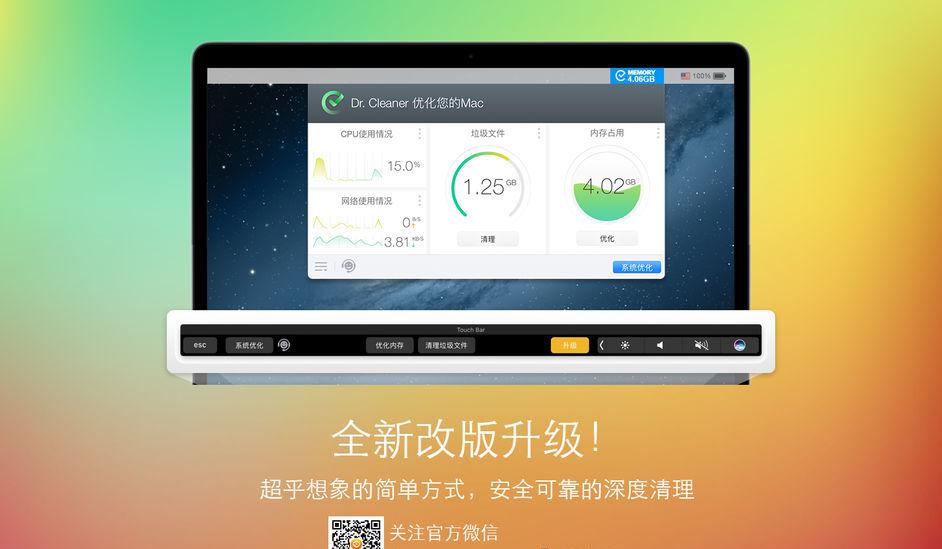 MEMORY
4.06GB
100%
Dr. Cleaner 优化您的Mac
CPU使用情况
15.0%
网络使用情况
0 B/S
3.81 KB/S
垃圾文件
1.25 GB
清理
内存占用
4.02 GB
优化
系统优化
Touch Bar
esc
系统优化
优化内存
清理垃圾文件
升级
全新改版升级！
超乎想象的简单方式，安全可靠的深度清理
关注官方微信